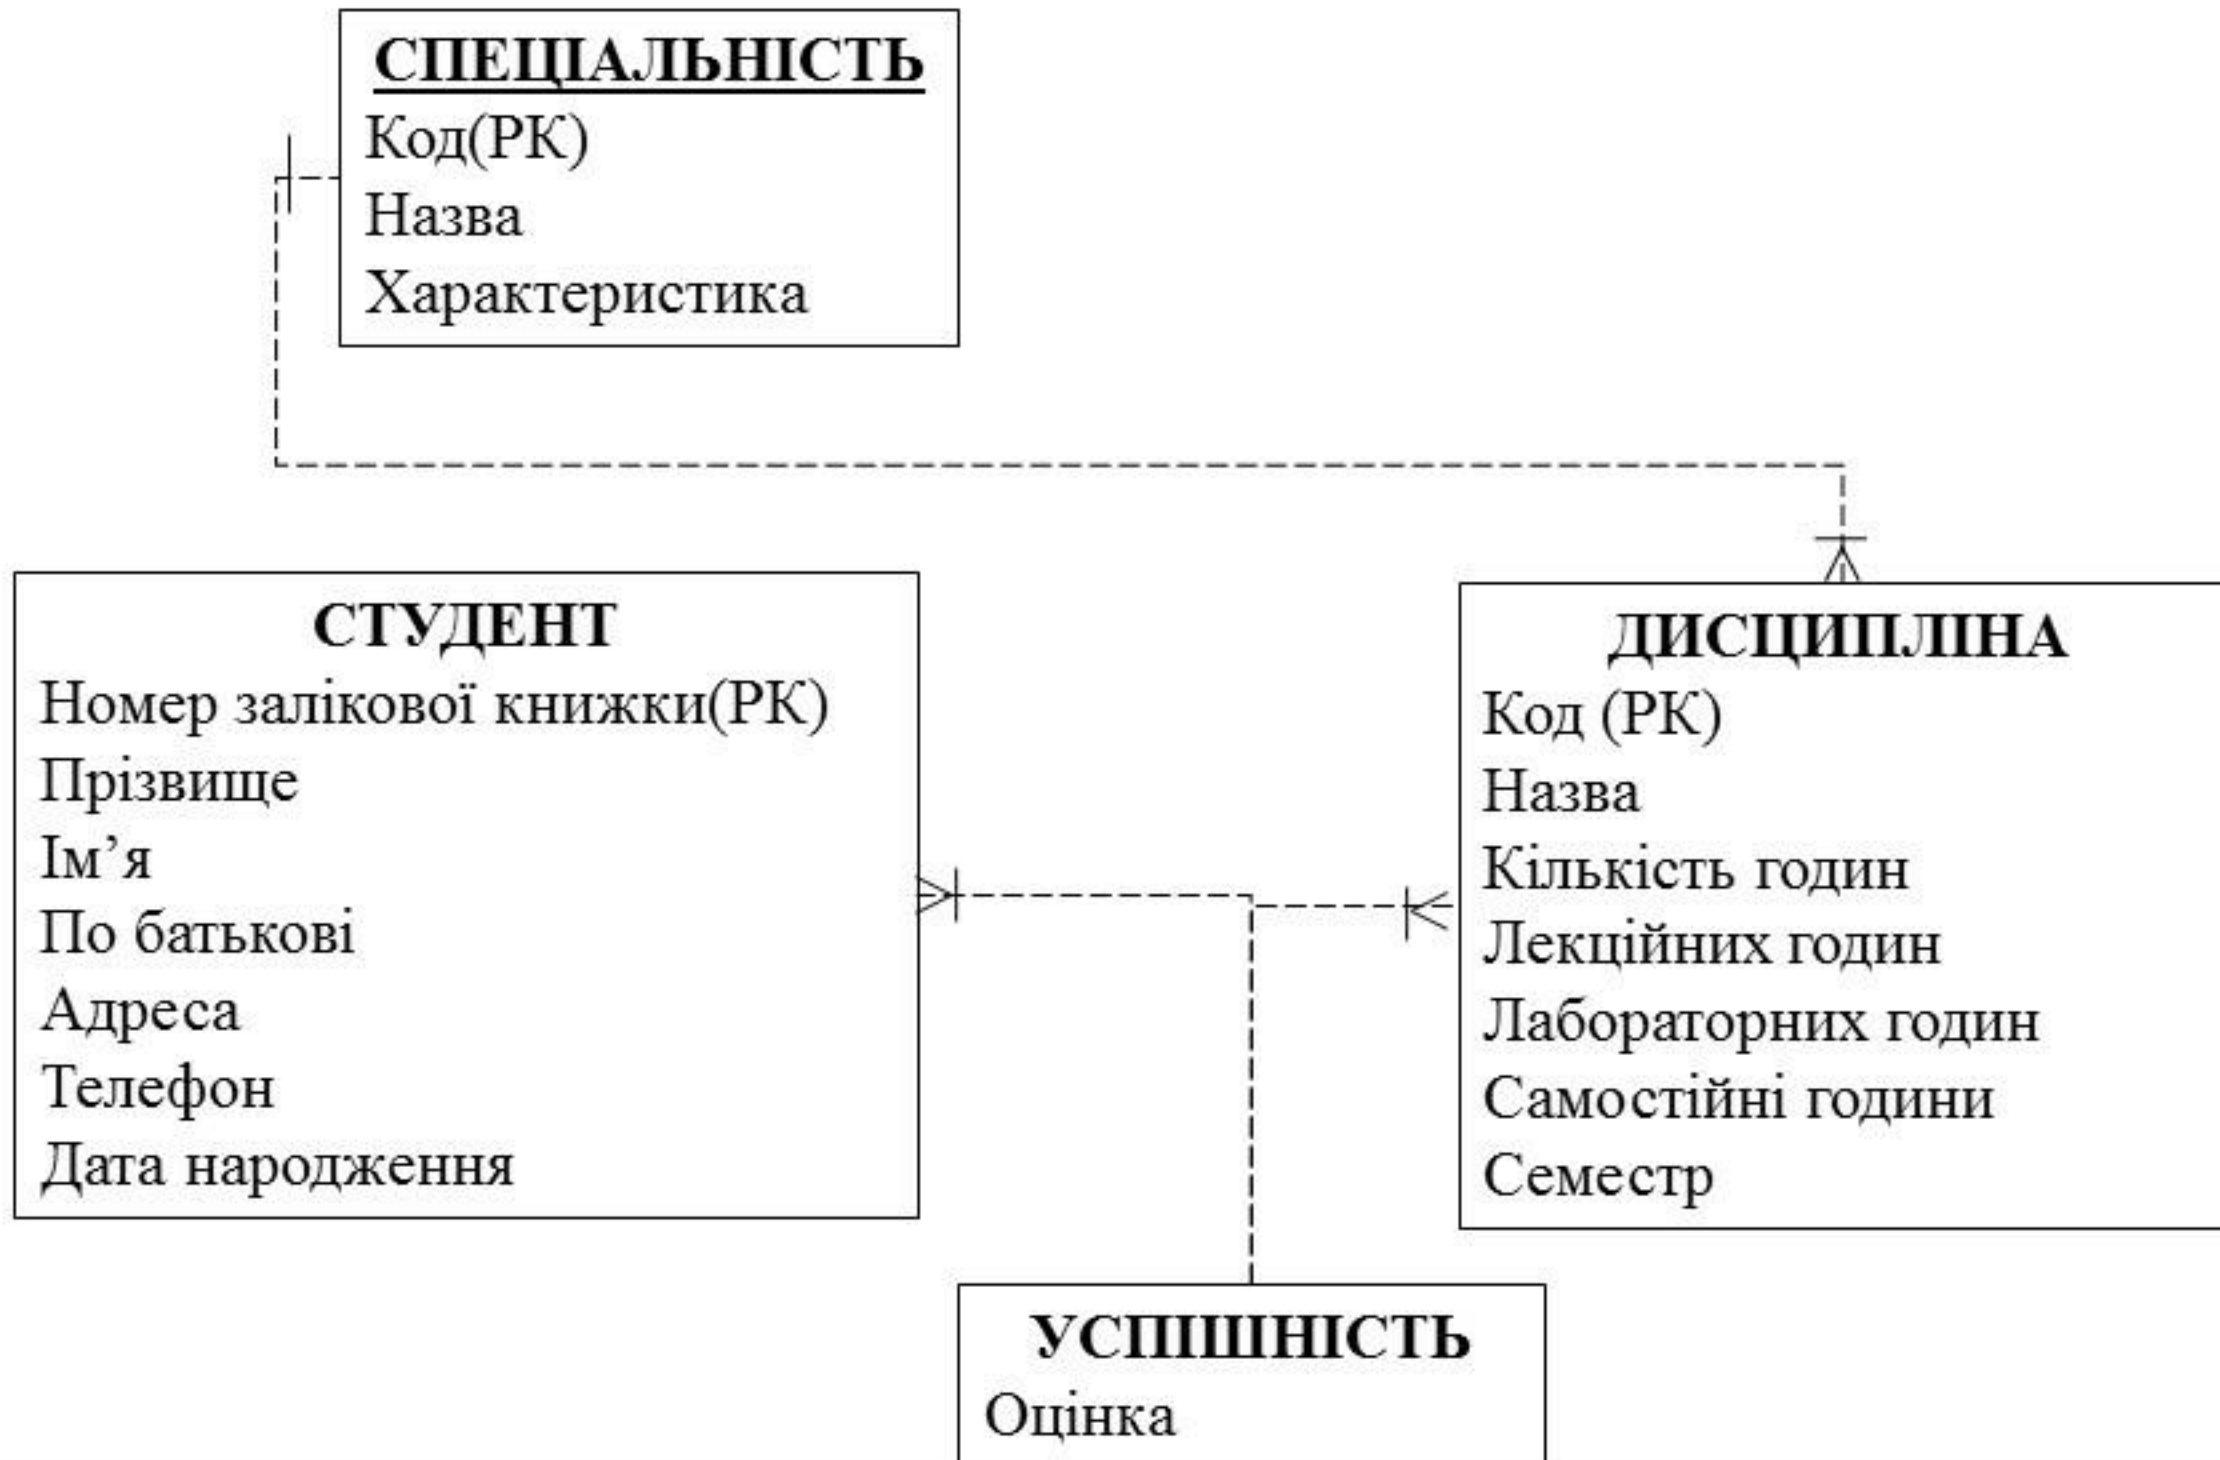 СПЕЦІАЛЬНІСТЬ
Код(РК)
Назва
Характеристика
СТУДЕНТ
Номер залікової книжки(РК)
Прізвище
Ім’я
По батькові
Адреса
Телефон
Дата народження
ДИСЦИПЛІНА
Код (РК)
Назва
Кількість годин
Лекційних годин
Лабораторних годин
Самостійні години
Семестр
УСПІШНІСТЬ
Оцінка